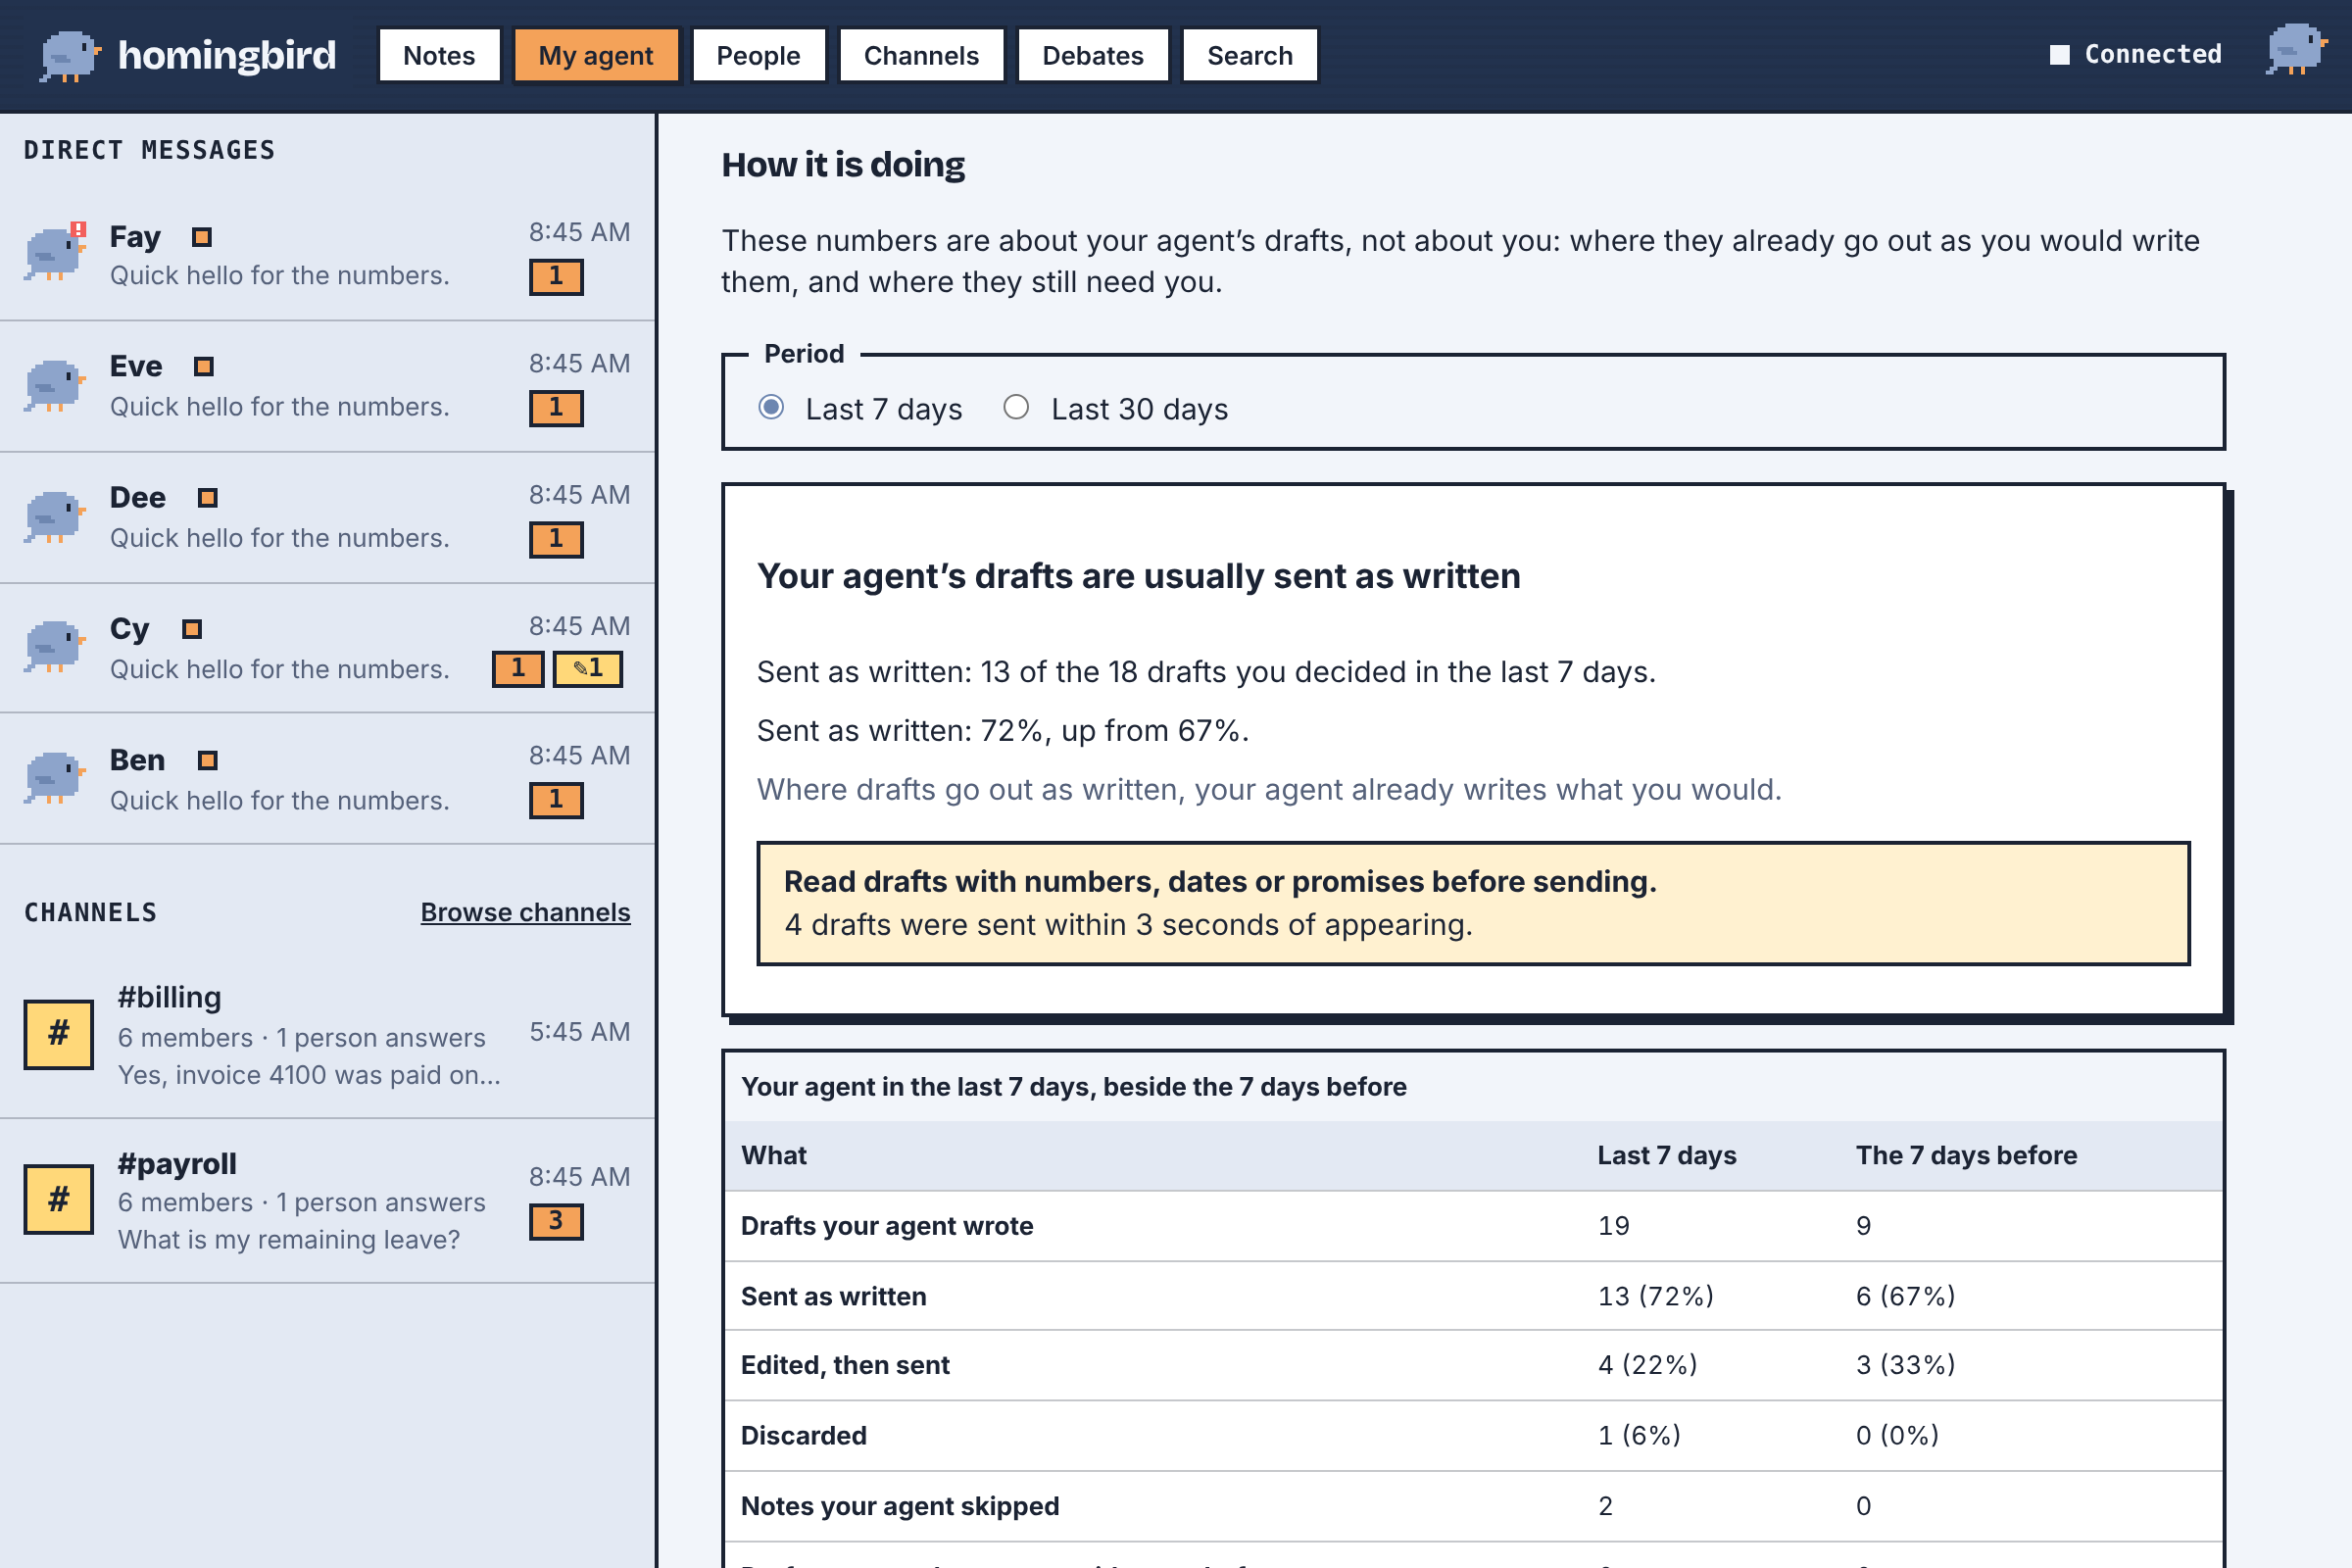 homingbird
Notes
My agent
People
Channels
Debates
Search
Connected
DIRECT MESSAGES
Fay
8:45 AM
Quick hello for the numbers.
1
Eve
8:45 AM
Quick hello for the numbers.
1
Dee
8:45 AM
Quick hello for the numbers.
1
Cy
8:45 AM
Quick hello for the numbers.
1
✎1
Ben
8:45 AM
Quick hello for the numbers.
1
CHANNELS
Browse channels
#
#billing
6 members · 1 person answers
5:45 AM
Yes, invoice 4100 was paid on…
#
#payroll
6 members · 1 person answers
8:45 AM
What is my remaining leave?
3
How it is doing
These numbers are about your agent’s drafts, not about you: where they already go out as you would write
them, and where they still need you.
Period
Last 7 days
Last 30 days
Your agent’s drafts are usually sent as written
Sent as written: 13 of the 18 drafts you decided in the last 7 days.
Sent as written: 72%, up from 67%.
Where drafts go out as written, your agent already writes what you would.
Read drafts with numbers, dates or promises before sending.
4 drafts were sent within 3 seconds of appearing.
Your agent in the last 7 days, beside the 7 days before
What Last 7 days The 7 days before
Drafts your agent wrote 19 9
Sent as written 13 (72%) 6 (67%)
Edited, then sent 4 (22%) 3 (33%)
Discarded 1 (6%) 0 (0%)
Notes your agent skipped 2 0